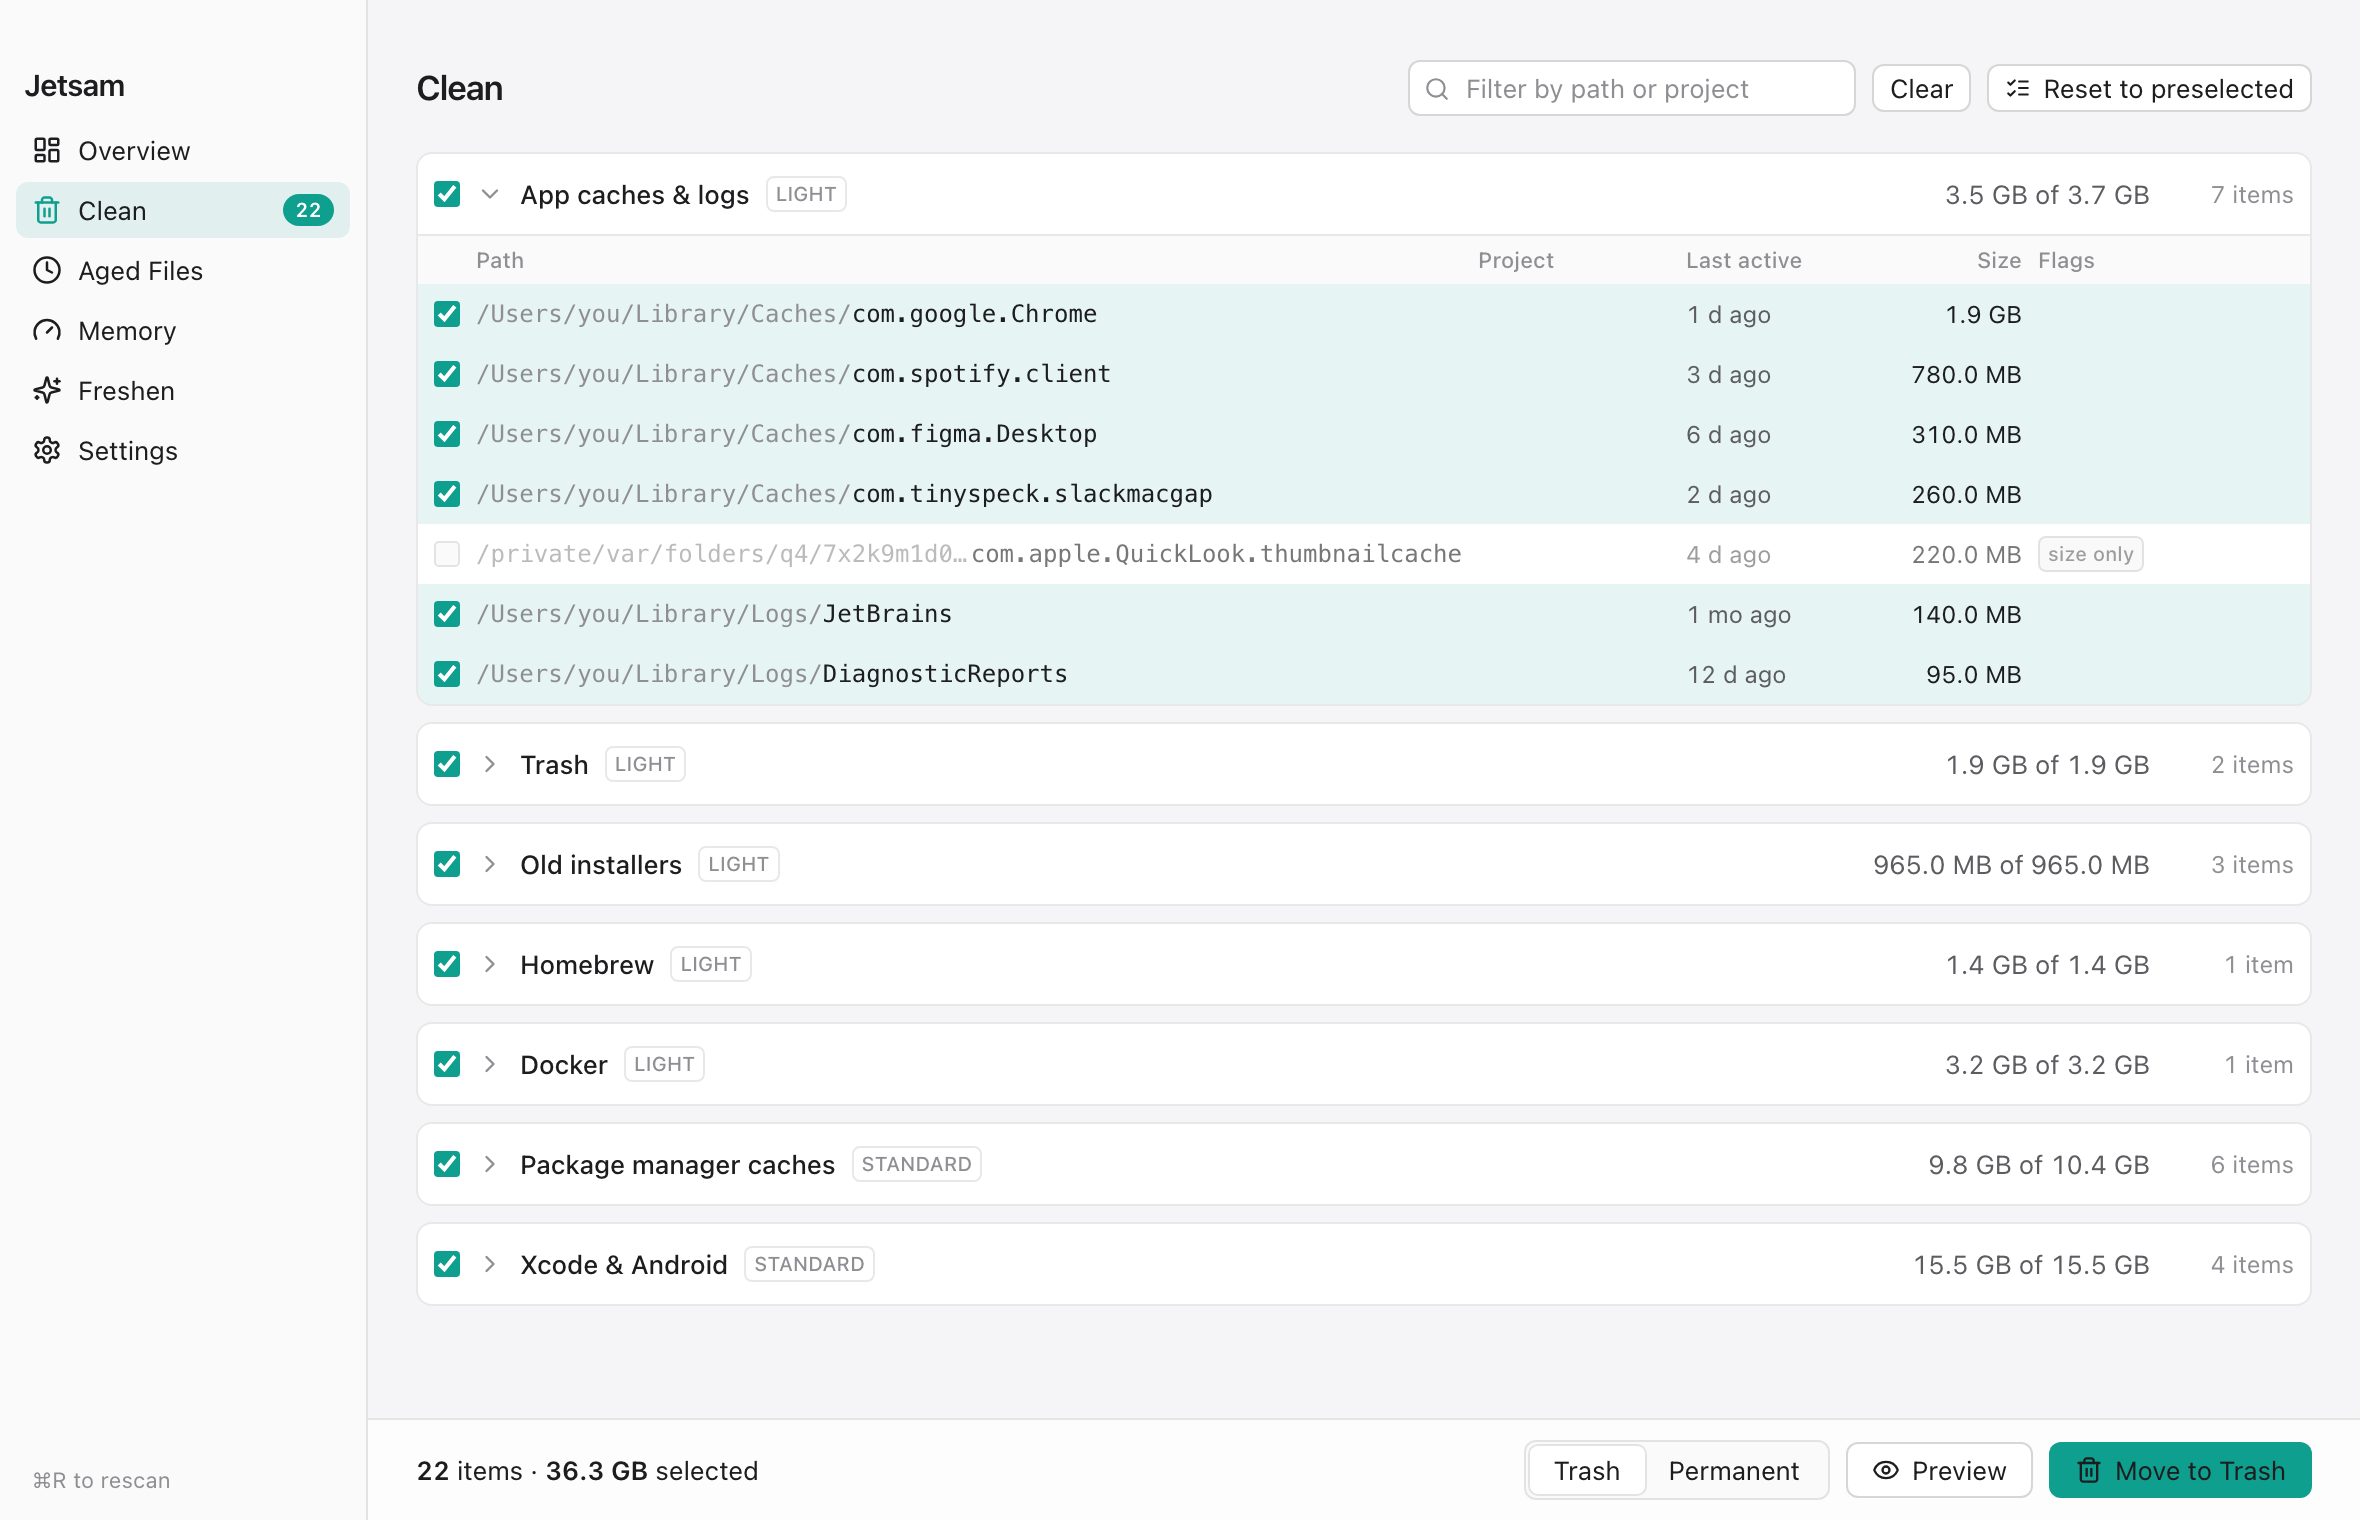 Jetsam
Overview
Clean 22
Aged Files
Memory
Freshen
Settings
⌘R to rescan
Clean
Filter by path or project
Clear
Reset to preselected
App caches & logs LIGHT 3.5 GB of 3.7 GB 7 items
Path Project Last active Size Flags
/Users/you/Library/Caches/com.google.Chrome 1 d ago 1.9 GB
/Users/you/Library/Caches/com.spotify.client 3 d ago 780.0 MB
/Users/you/Library/Caches/com.figma.Desktop 6 d ago 310.0 MB
/Users/you/Library/Caches/com.tinyspeck.slackmacgap 2 d ago 260.0 MB
/private/var/folders/q4/7x2k9m1d0…com.apple.QuickLook.thumbnailcache 4 d ago 220.0 MB size only
/Users/you/Library/Logs/JetBrains 1 mo ago 140.0 MB
/Users/you/Library/Logs/DiagnosticReports 12 d ago 95.0 MB
Trash LIGHT 1.9 GB of 1.9 GB 2 items
Old installers LIGHT 965.0 MB of 965.0 MB 3 items
Homebrew LIGHT 1.4 GB of 1.4 GB 1 item
Docker LIGHT 3.2 GB of 3.2 GB 1 item
Package manager caches STANDARD 9.8 GB of 10.4 GB 6 items
Xcode & Android STANDARD 15.5 GB of 15.5 GB 4 items
22 items · 36.3 GB selected
Trash Permanent
Preview
Move to Trash